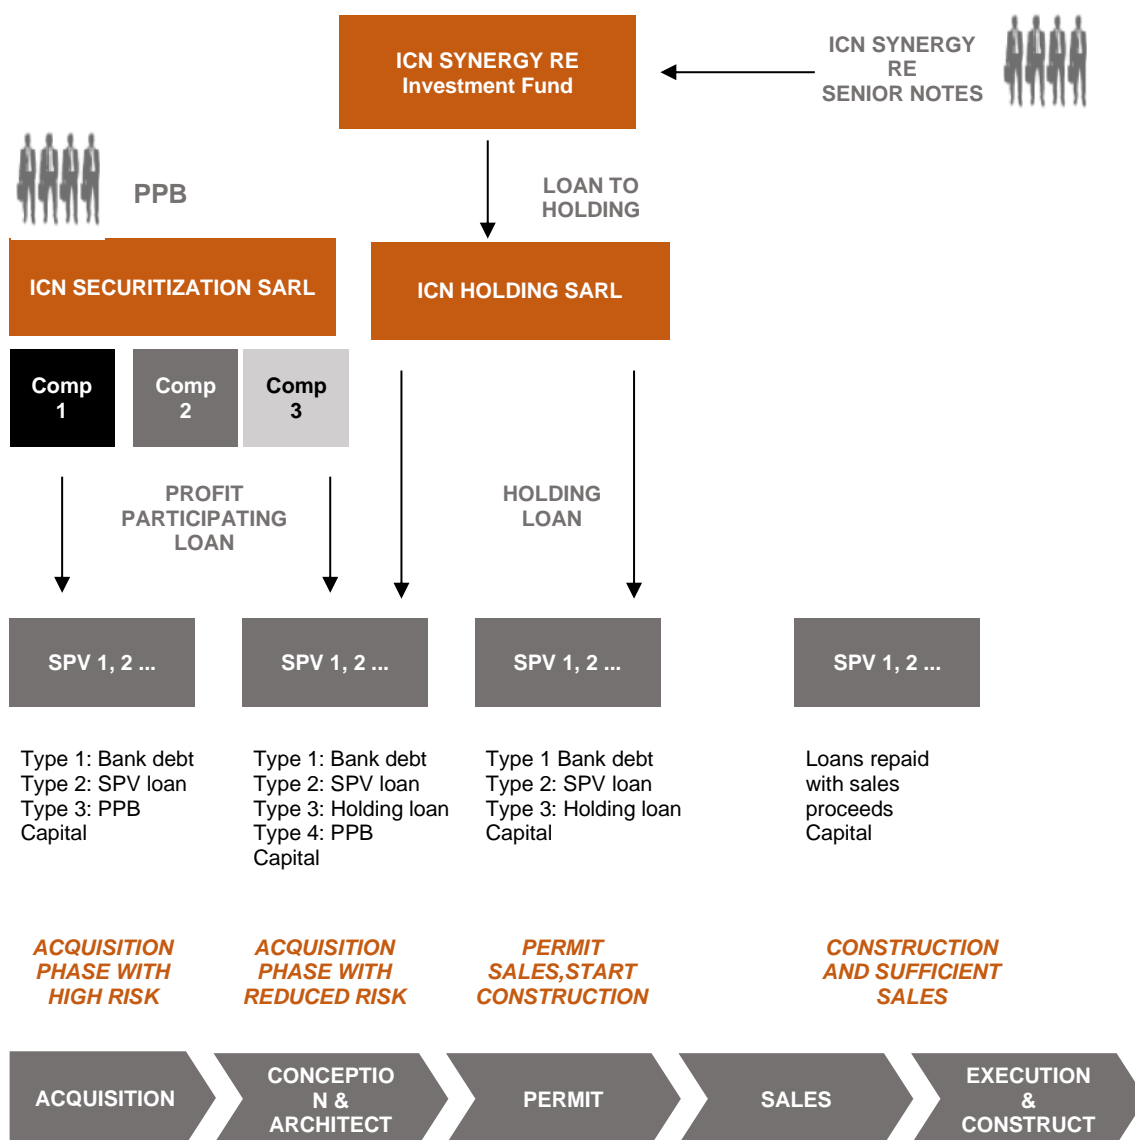 ICN SYNERGY RE
Investment Fund
ICN SYNERGY
RE
SENIOR NOTES
PPB
LOAN TO
HOLDING
ICN SECURITIZATION SARL
ICN HOLDING SARL
Comp
1
Comp
2
Comp
3
PROFIT
PARTICIPATING
LOAN
HOLDING
LOAN
SPV 1, 2 ...
SPV 1, 2 ...
SPV 1, 2 ...
SPV 1, 2 ...
Type 1: Bank debt
Type 2: SPV loan
Type 3: PPB
Capital
Type 1: Bank debt
Type 2: SPV loan
Type 3: Holding loan
Type 4: PPB
Capital
Type 1 Bank debt
Type 2: SPV loan
Type 3: Holding loan
Capital
Loans repaid
with sales
proceeds
Capital
ACQUISITION
PHASE WITH
HIGH RISK
ACQUISITION
PHASE WITH
REDUCED RISK
PERMIT
SALES,START
CONSTRUCTION
CONSTRUCTION
AND SUFFICIENT
SALES
ACQUISITION
CONCEPTIO
N &
ARCHITECT
PERMIT
SALES
EXECUTION
&
CONSTRUCT